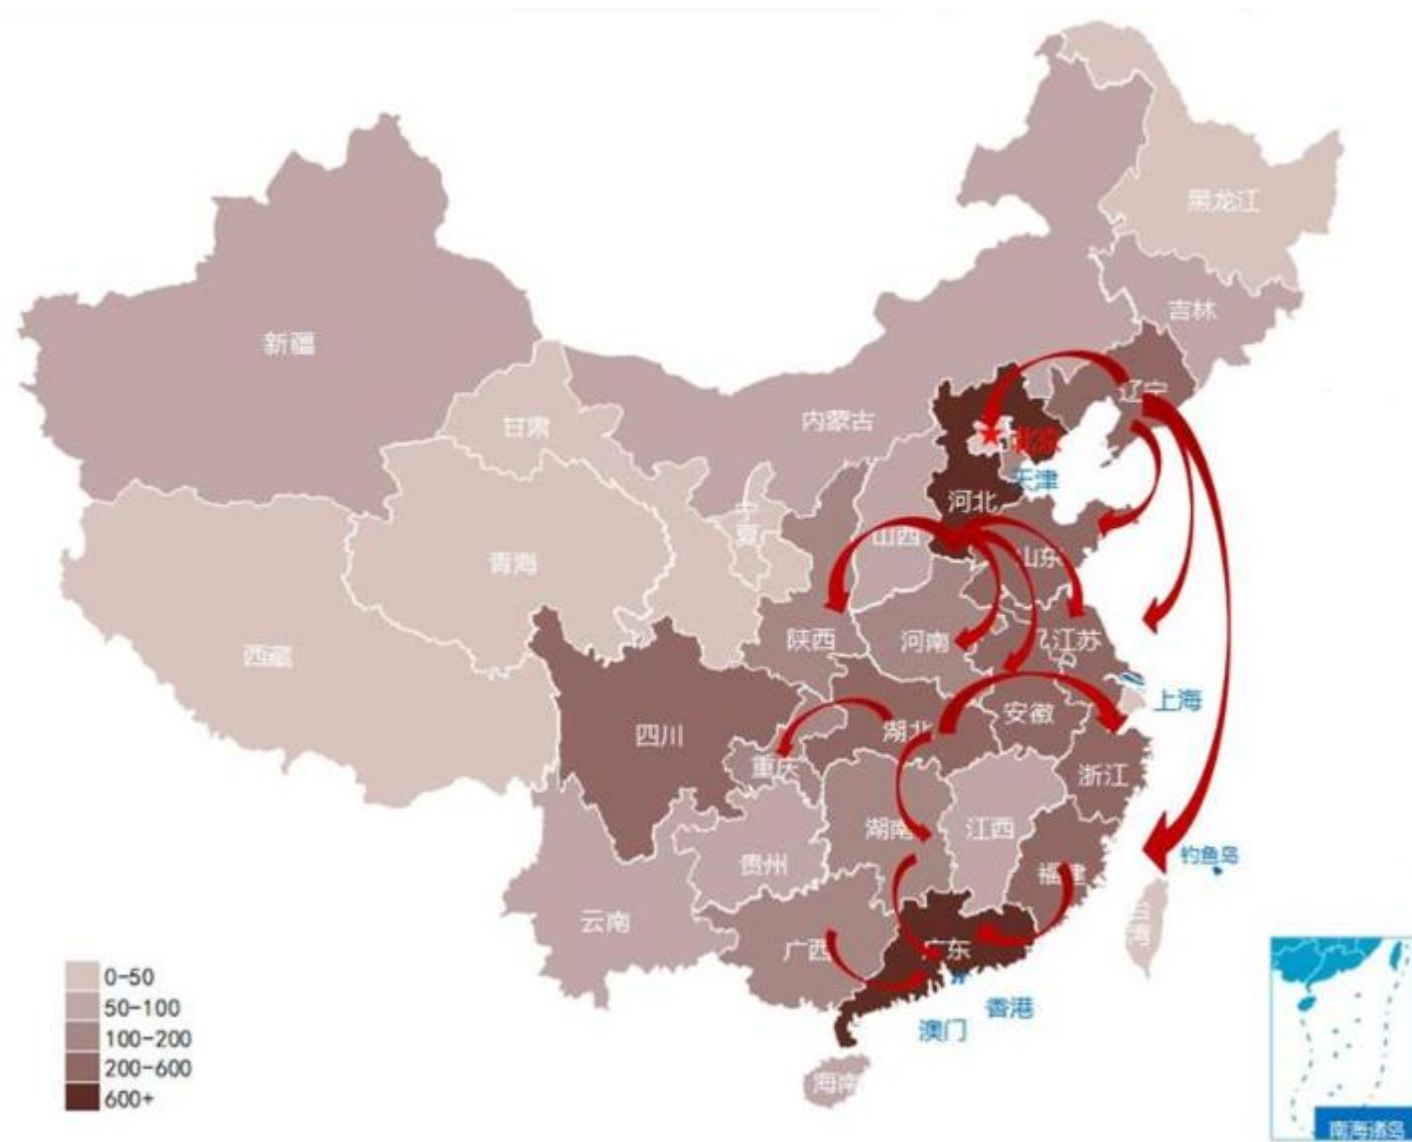 黑龙江
吉林
新疆
辽宁
内蒙古
甘肃
北京
天津
河北
宁
夏
山西
山东
青海
陕西
河南
江苏
西藏
上海
安徽
四川
湖北
重庆
浙江
湖南
江西
钓鱼岛
贵州
福建
云南
台
湾
广西
广东
香港
澳门
海南
0-50
50-100
100-200
200-600
600+
南海诸岛